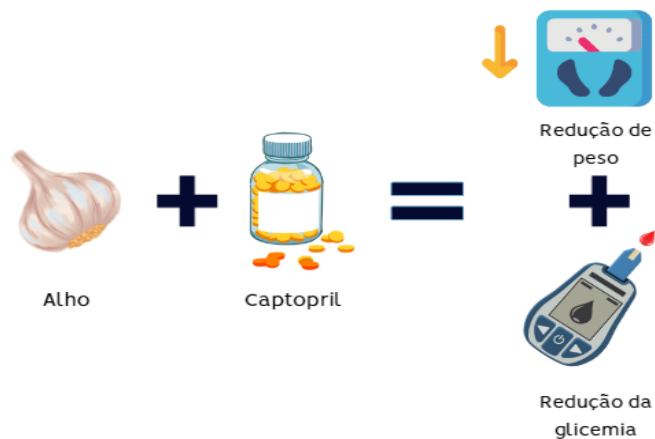 Redução de
peso
Alho
Captopril
Redução da
glicemia